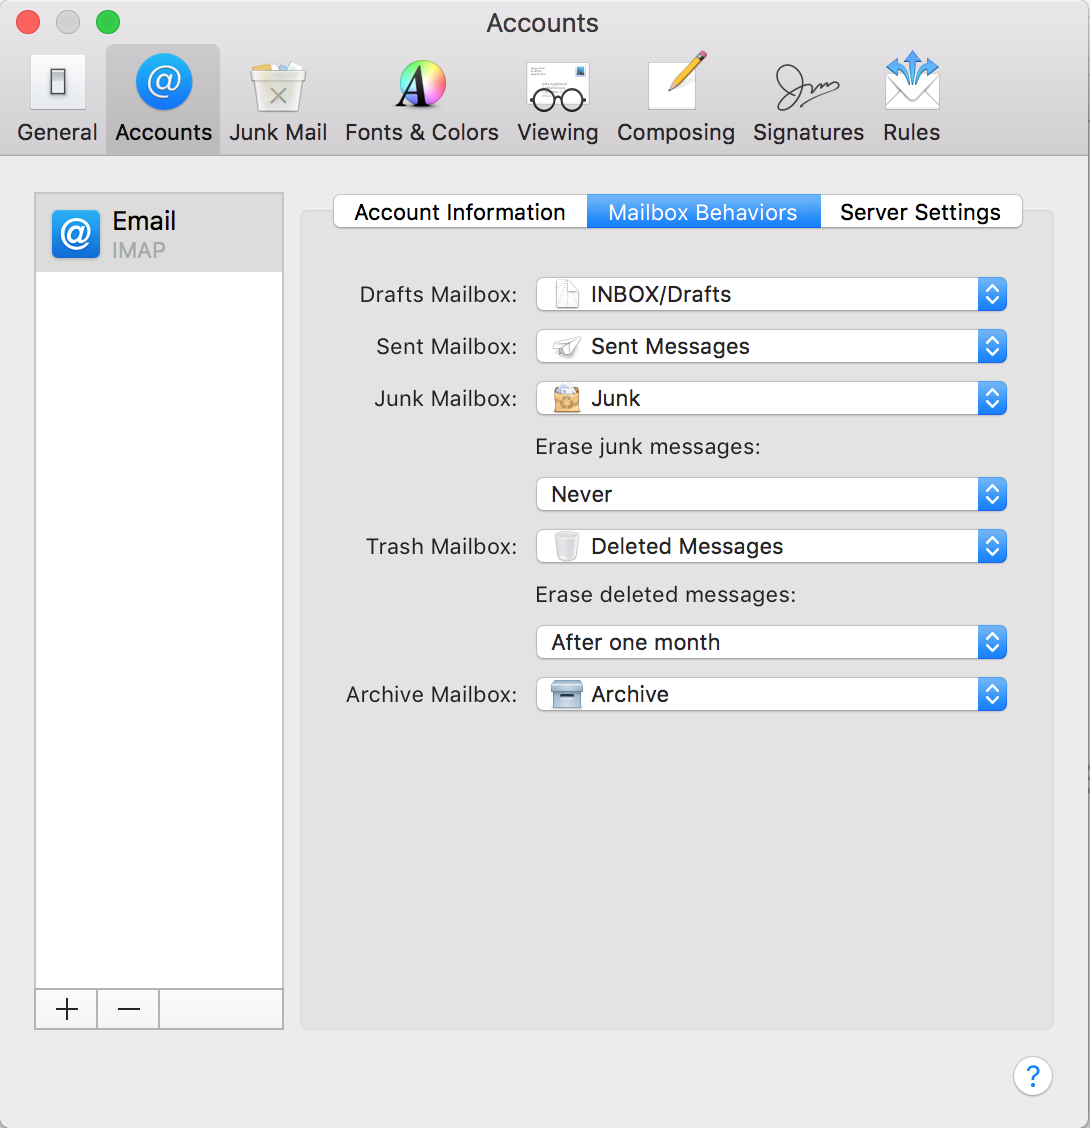 Accounts
General
Accounts
Junk Mail
Fonts & Colors
Viewing
Composing
Signatures
Rules
Email
IMAP
Account Information
Mailbox Behaviors
Server Settings
Drafts Mailbox: INBOX/Drafts
Sent Mailbox: Sent Messages
Junk Mailbox: Junk
Erase junk messages:
Never
Trash Mailbox: Deleted Messages
Erase deleted messages:
After one month
Archive Mailbox: Archive
?